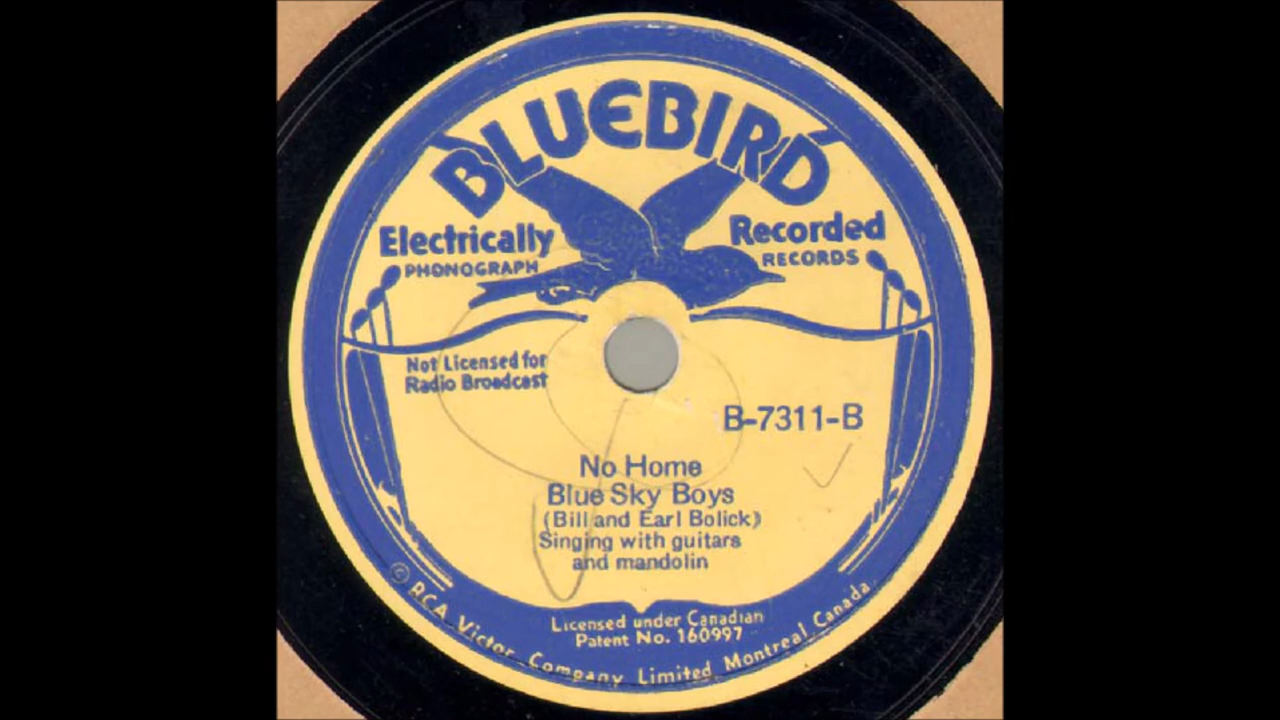 BLUEBIRD
Electrically Recorded
PHONOGRAPH RECORDS
Not Licensed for
Radio Broadcast
B-7311-B
No Home
Blue Sky Boys
(Bill and Earl Bolick)
Singing with guitars
and mandolin
Licensed under Canadian
Patent No. 160997
© RCA Victor Company Limited Montreal Canada